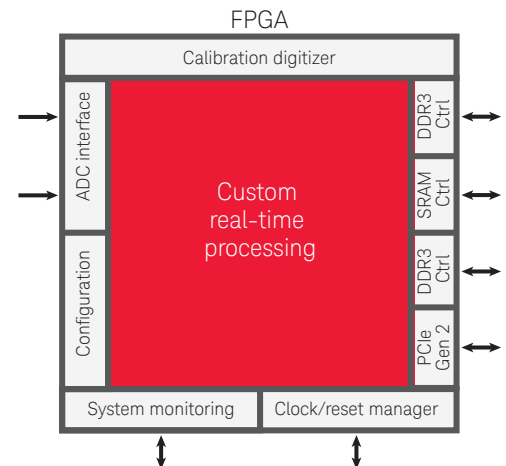 FPGA
Calibration digitizer
ADC interface
Configuration
Custom
real-time
processing
DDR3
Ctrl
SRAM
Ctrl
DDR3
Ctrl
PCIe
Gen 2
System monitoring
Clock/reset manager